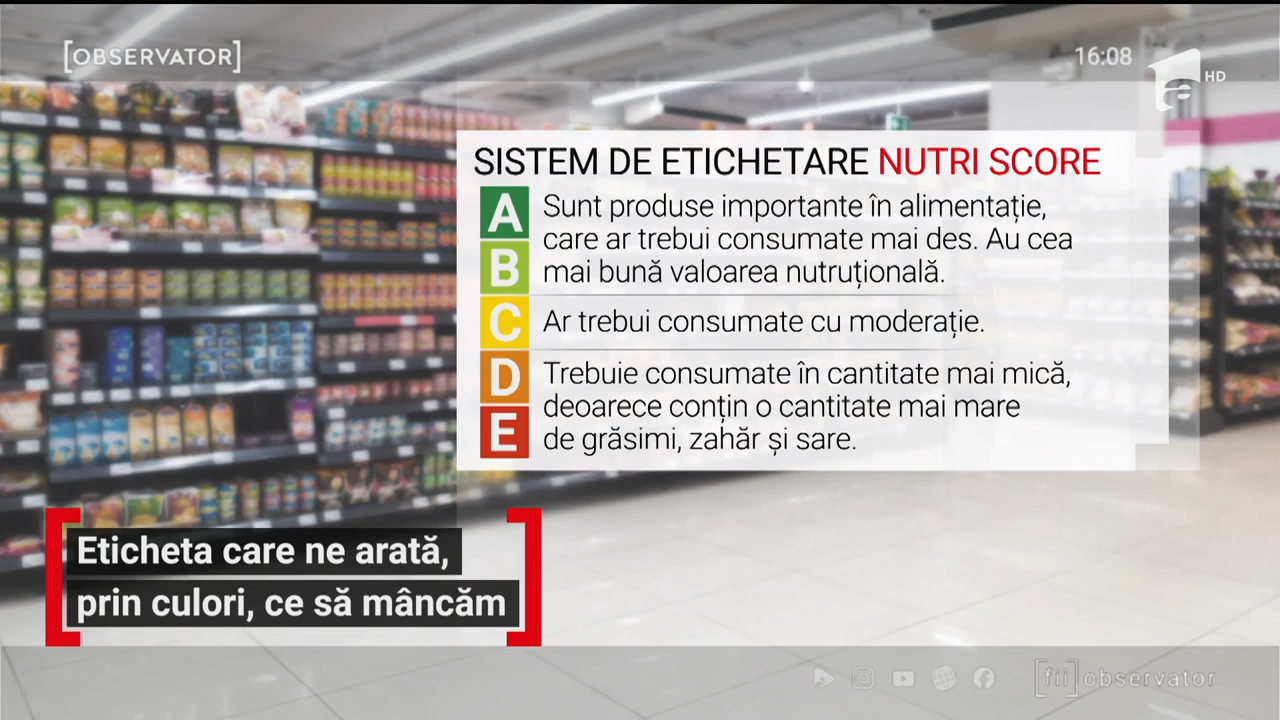 [OBSERVATOR]
16:08
HD
SISTEM DE ETICHETARE NUTRI SCORE
A
Sunt produse importante în alimentație,
care ar trebui consumate mai des. Au cea
B
mai bună valoarea nutruțională.
C
Ar trebui consumate cu moderație.
D
Trebuie consumate în cantitate mai mică,
deoarece conțin o cantitate mai mare
E
de grăsimi, zahăr și sare.
Eticheta care ne arată,
prin culori, ce să mâncăm
[fii]observator